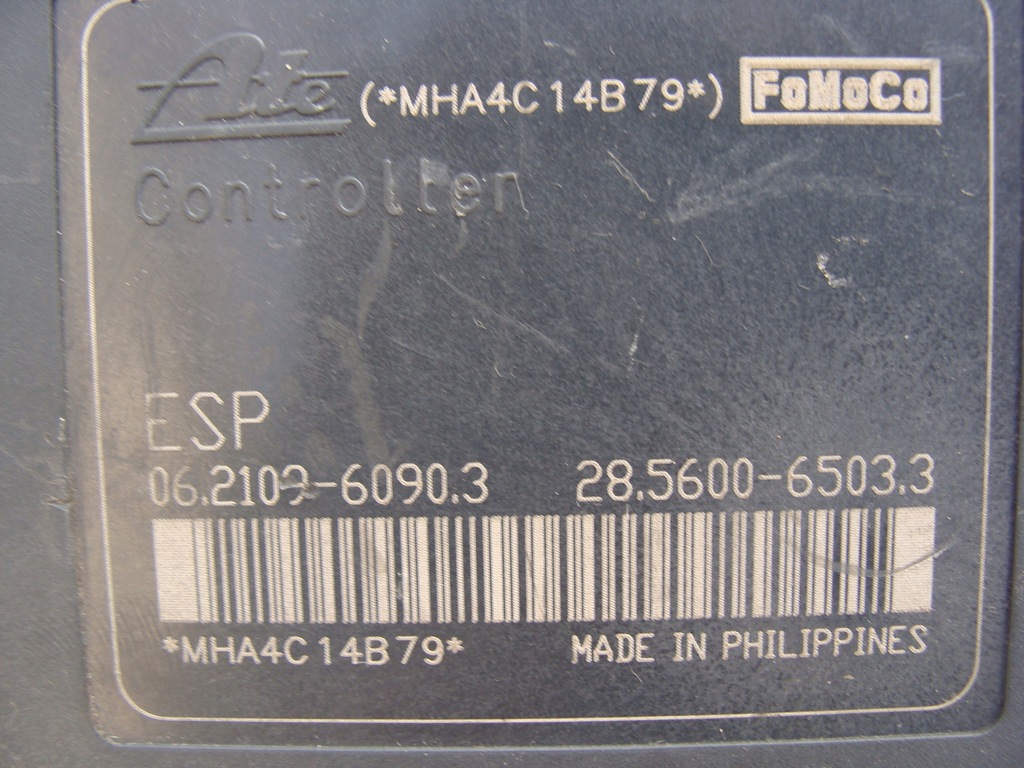 Ate (*MHA4C14B79*) FoMoCo
Controller
ESP
06.2109-6090.3 28.5600-6503.3
*MHA4C14B79* MADE IN PHILIPPINES